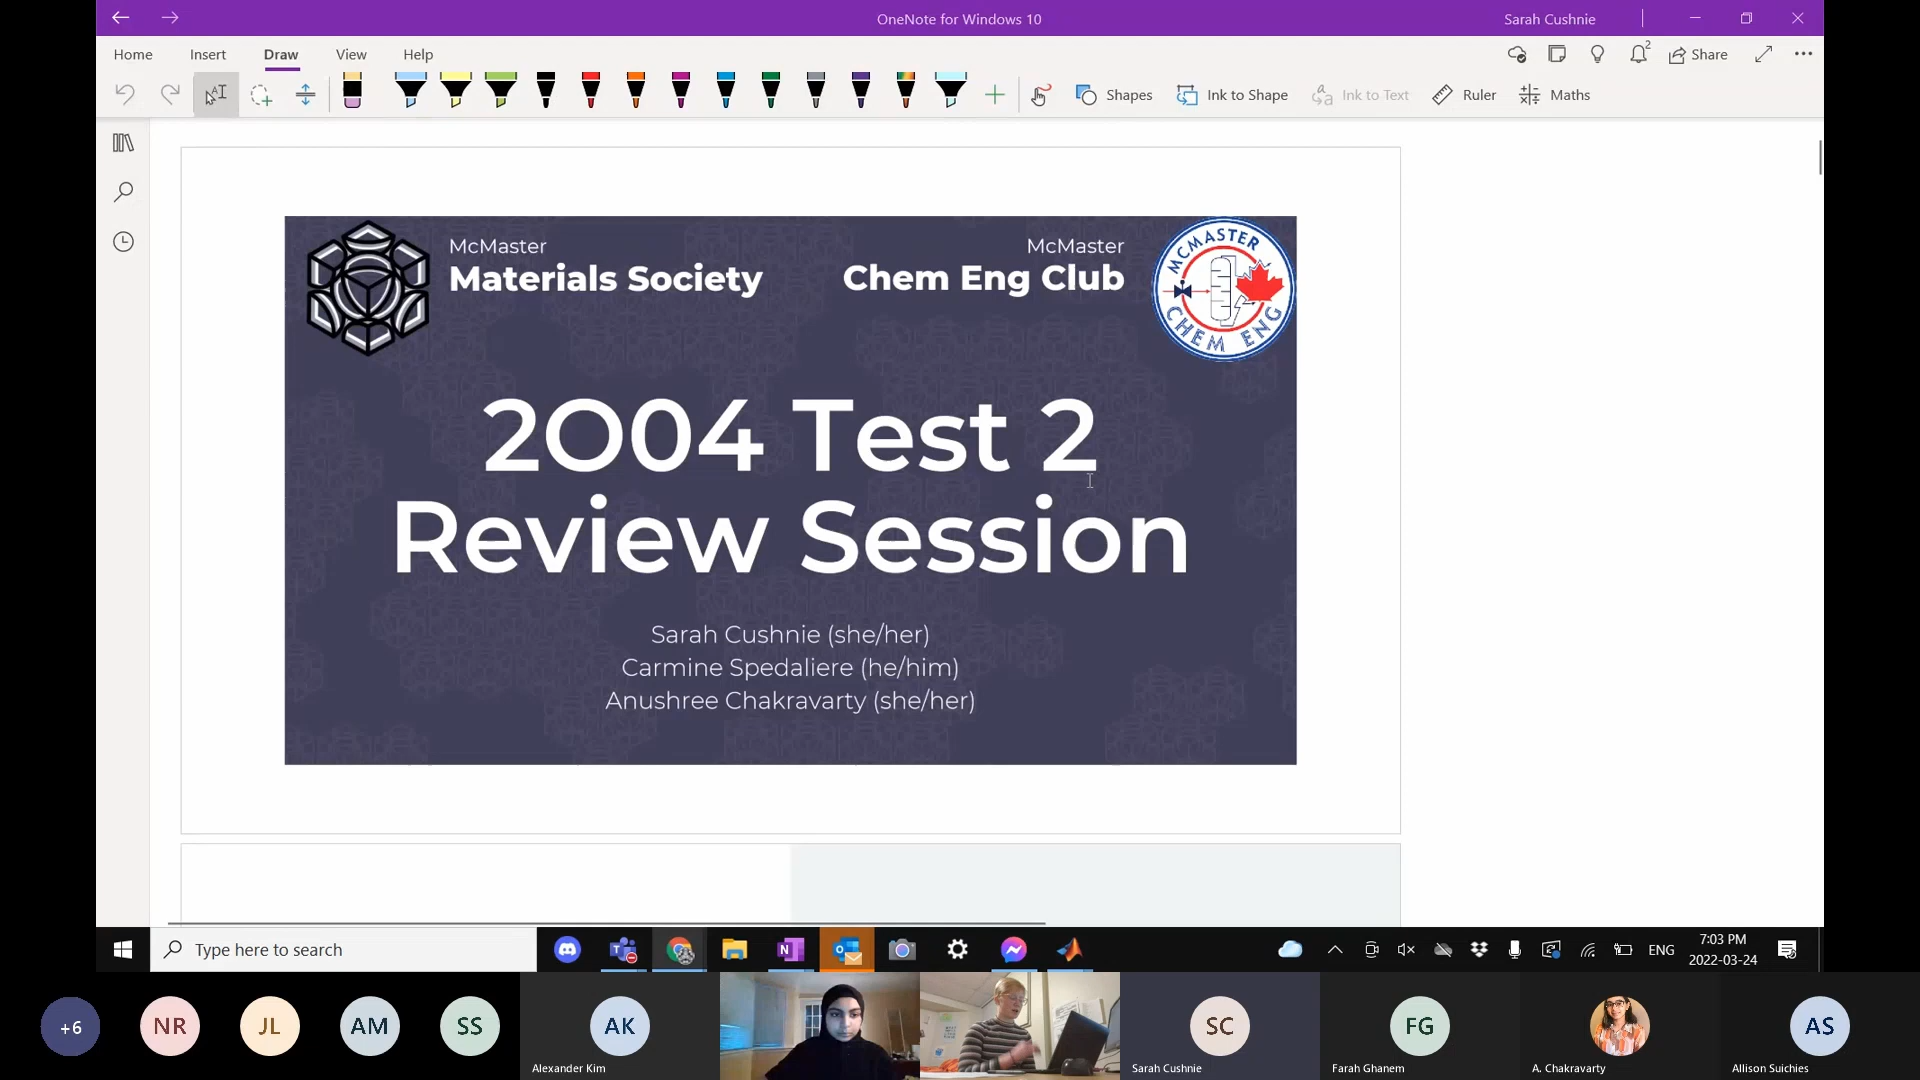 OneNote for Windows 10
Sarah Cushnie
Home
Insert
Draw
View
Help
2
Share
Shapes
Ink to Shape
Ink to Text
Ruler
Maths
McMaster
Materials Society
McMaster
Chem Eng Club
MCMASTER
CHEM ENG
2O04 Test 2
Review Session
Sarah Cushnie (she/her)
Carmine Spedaliere (he/him)
Anushree Chakravarty (she/her)
Type here to search
ENG
7:03 PM
2022-03-24
+6
NR
JL
AM
SS
AK
Alexander Kim
SC
Sarah Cushnie
FG
Farah Ghanem
A. Chakravarty
AS
Allison Suichies